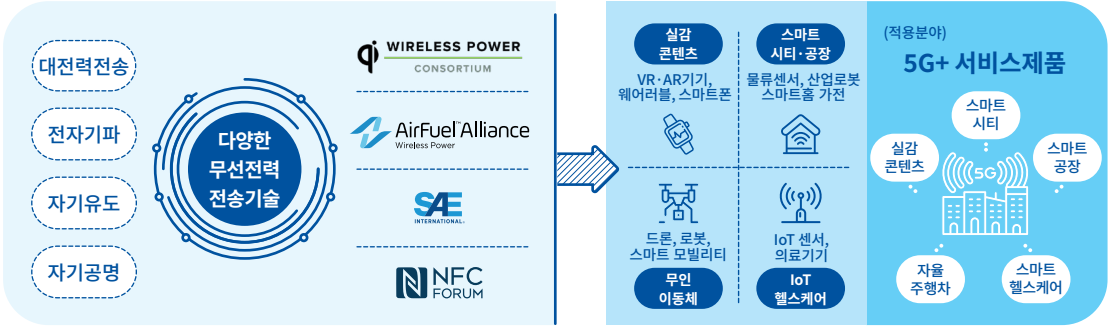 대전력전송
전자기파
자기유도
자기공명
다양한
무선전력
전송기술
qi WIRELESS POWER
CONSORTIUM
AirFuel™Alliance
Wireless Power
SAE
INTERNATIONAL®
N NFC
FORUM
실감
콘텐츠
VR·AR기기,
웨어러블, 스마트폰
스마트
시티·공장
물류센서, 산업로봇
스마트홈 가전
드론, 로봇,
스마트 모빌리티
무인
이동체
IoT 센서,
의료기기
IoT
헬스케어
(적용분야)
5G+ 서비스제품
스마트
시티
실감
콘텐츠
스마트
공장
5G
자율
주행차
스마트
헬스케어